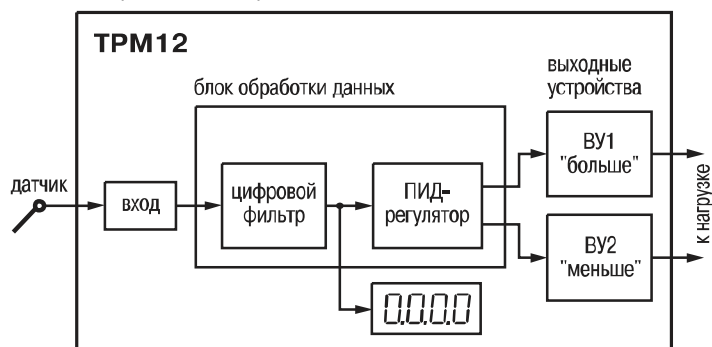 ТРМ12
блок обработки данных
выходные
устройства
датчик
вход
цифровой
фильтр
ПИД–
регулятор
ВУ1
"больше"
ВУ2
"меньше"
к нагрузке
0.0.0.0